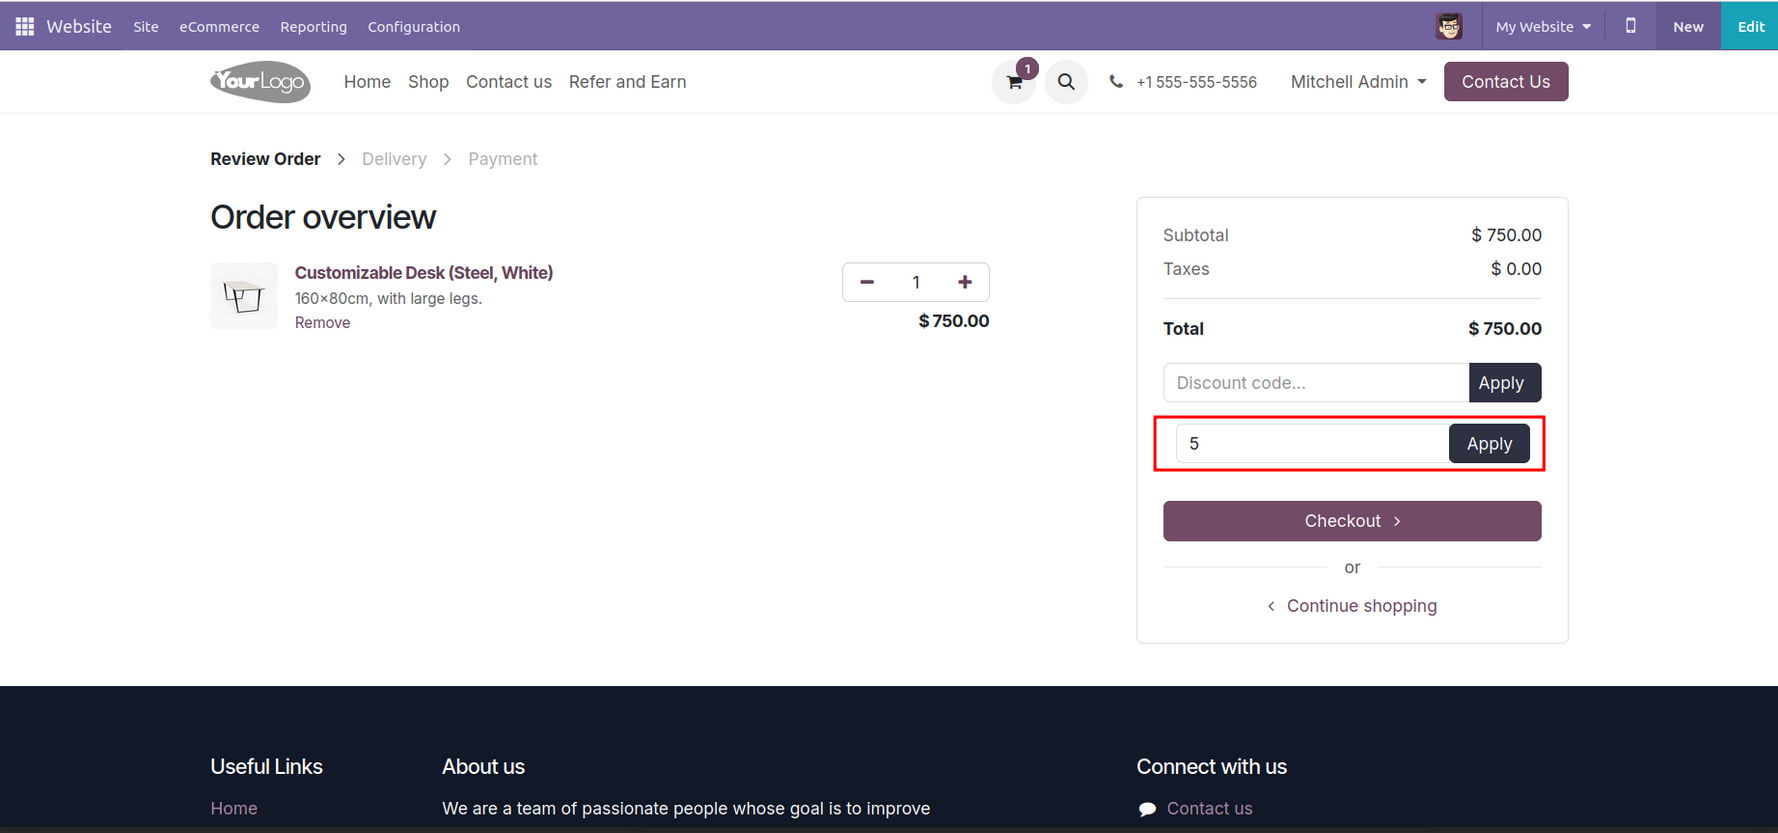 Website Site eCommerce Reporting Configuration My Website New Edit
YourLogo Home Shop Contact us Refer and Earn 1 +1 555-555-5556 Mitchell Admin Contact Us
Review Order > Delivery > Payment
Order overview
Customizable Desk (Steel, White)
160x80cm, with large legs.
Remove
1
$ 750.00
Subtotal $ 750.00
Taxes $ 0.00
Total $ 750.00
Discount code... Apply
5 Apply
Checkout >
or
< Continue shopping
Useful Links
Home
About us
We are a team of passionate people whose goal is to improve
Connect with us
Contact us